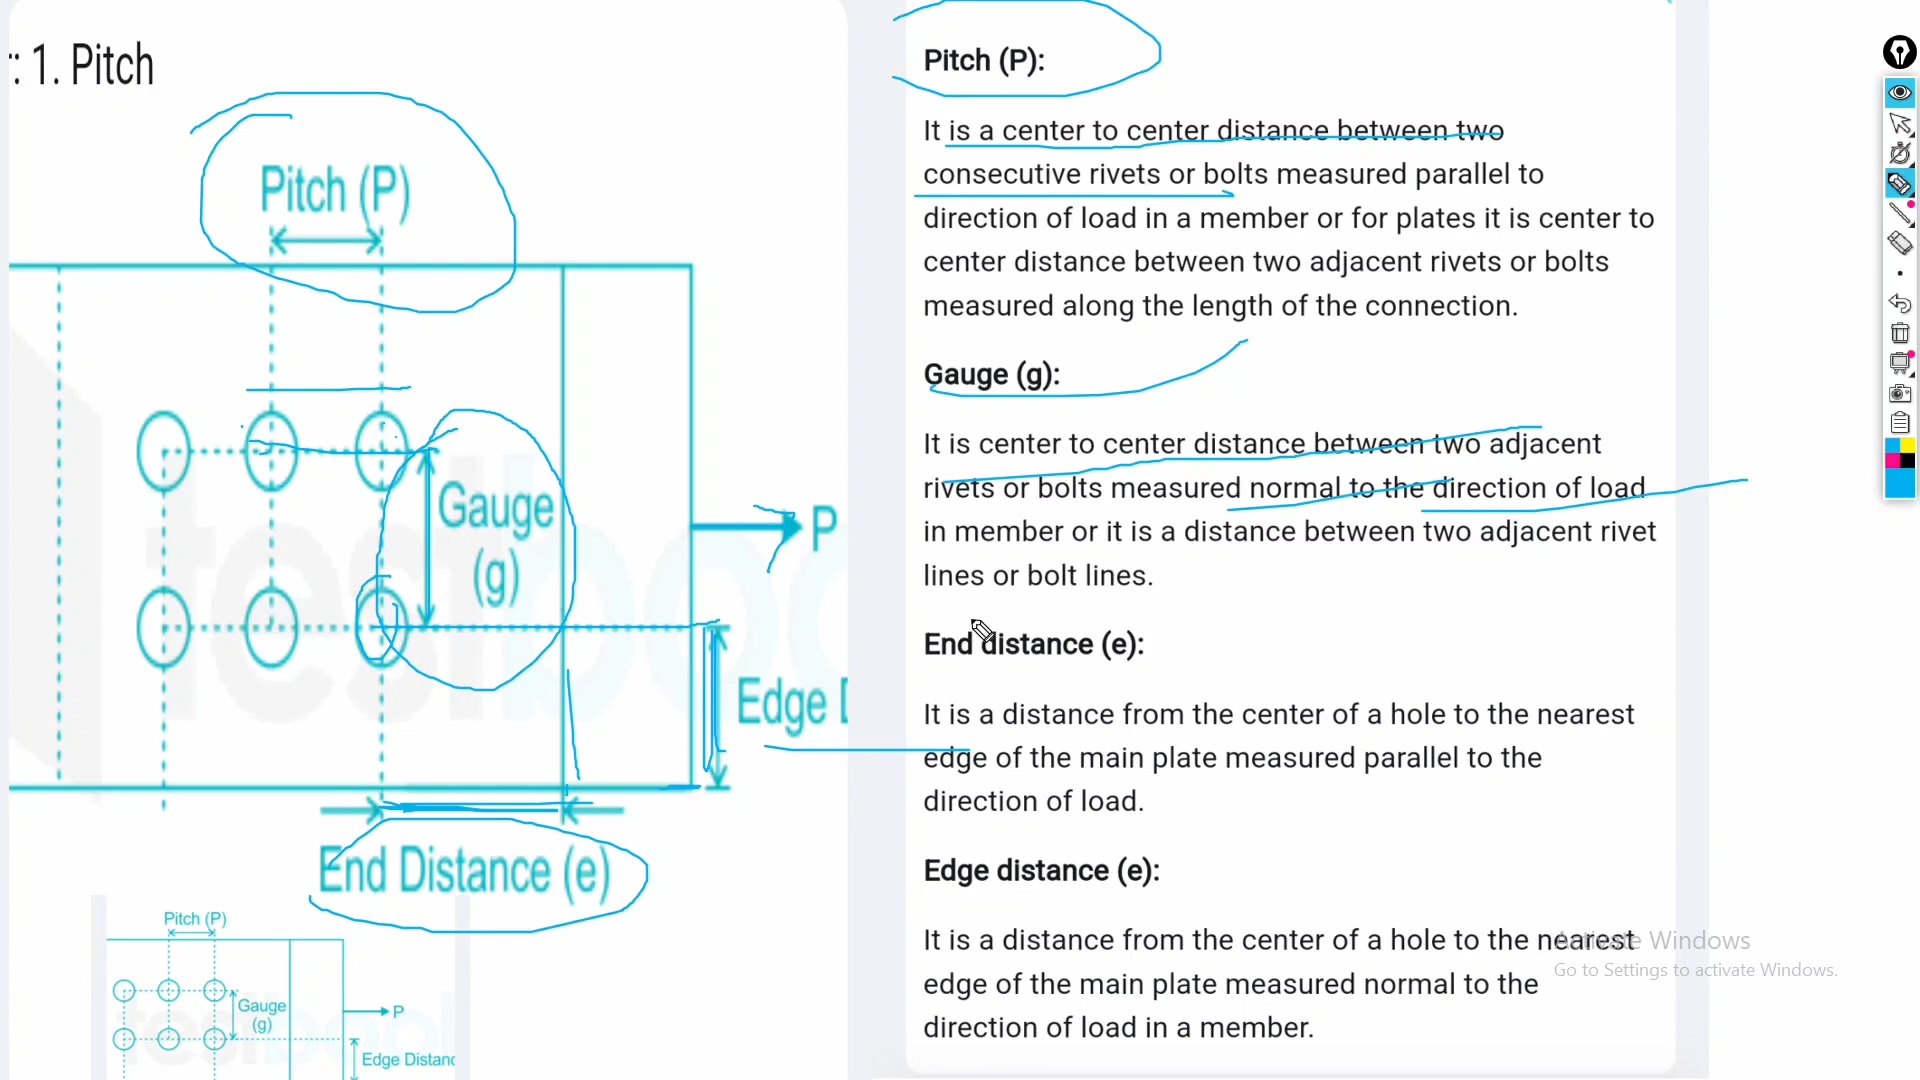 : 1. Pitch
Pitch (P)
Gauge
(g)
P
Edge D
End Distance (e)
Pitch (P)
Gauge
(g)
P
Edge Distanc
Pitch (P):
It is a center to center distance between two
consecutive rivets or bolts measured parallel to
direction of load in a member or for plates it is center to
center distance between two adjacent rivets or bolts
measured along the length of the connection.
Gauge (g):
It is center to center distance between two adjacent
rivets or bolts measured normal to the direction of load
in member or it is a distance between two adjacent rivet
lines or bolt lines.
End distance (e):
It is a distance from the center of a hole to the nearest
edge of the main plate measured parallel to the
direction of load.
Edge distance (e):
It is a distance from the center of a hole to the nearest
edge of the main plate measured normal to the
direction of load in a member.
Activate Windows
Go to Settings to activate Windows.